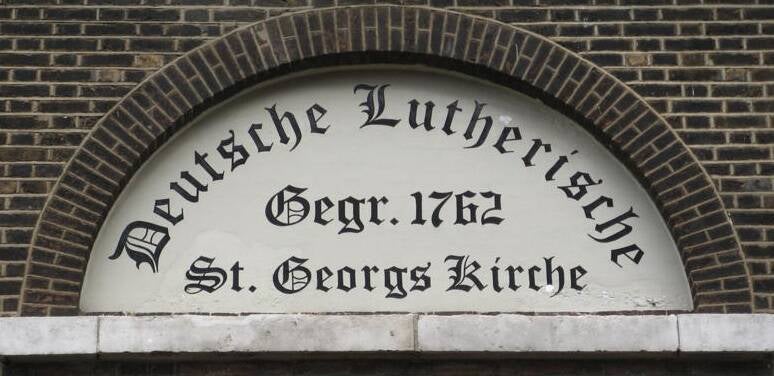 Deutsche Lutherische
Gegr. 1762
St. Georgs Kirche